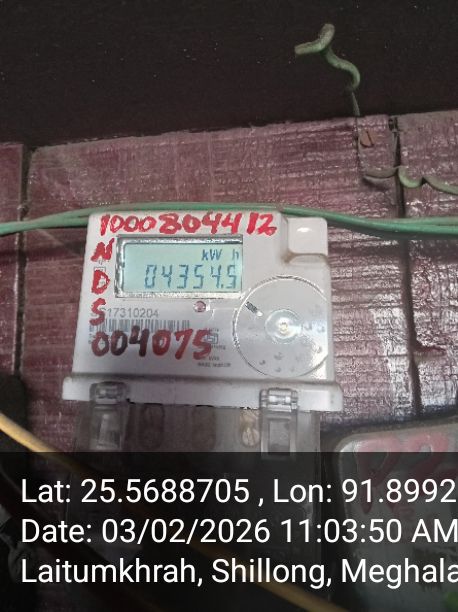 1000804412
kW h
04354.5
N
D
S
17310204
004075
Lat: 25.5688705 , Lon: 91.8992
Date: 03/02/2026 11:03:50 AM
Laitumkhrah, Shillong, Meghala